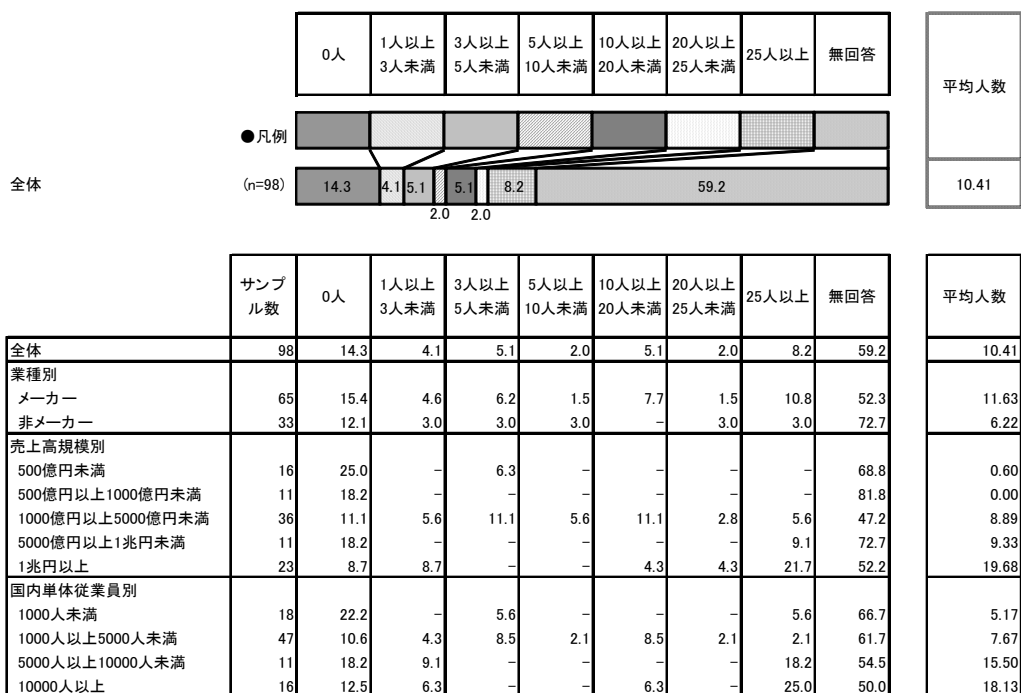 0人 1人以上 3人以上 5人以上 10人以上 20人以上 25人以上 無回答
3人未満 5人未満 10人未満 20人未満 25人未満
平均人数
●凡例
全体 (n=98) 14.3 4.1 5.1 5.1 8.2 59.2 10.41
2.0 2.0
サンプ 0人 1人以上 3人以上 5人以上 10人以上 20人以上 25人以上 無回答 平均人数
ル数 3人未満 5人未満 10人未満 20人未満 25人未満
全体 98 14.3 4.1 5.1 2.0 5.1 2.0 8.2 59.2 10.41
業種別
メーカー 65 15.4 4.6 6.2 1.5 7.7 1.5 10.8 52.3 11.63
非メーカー 33 12.1 3.0 3.0 3.0 － 3.0 3.0 72.7 6.22
売上高規模別
500億円未満 16 25.0 － 6.3 － － － － 68.8 0.60
500億円以上1000億円未満 11 18.2 － － － － － － 81.8 0.00
1000億円以上5000億円未満 36 11.1 5.6 11.1 5.6 11.1 2.8 5.6 47.2 8.89
5000億円以上1兆円未満 11 18.2 － － － － － 9.1 72.7 9.33
1兆円以上 23 8.7 8.7 － － 4.3 4.3 21.7 52.2 19.68
国内単体従業員別
1000人未満 18 22.2 － 5.6 － － － 5.6 66.7 5.17
1000人以上5000人未満 47 10.6 4.3 8.5 2.1 8.5 2.1 2.1 61.7 7.67
5000人以上10000人未満 11 18.2 9.1 － － － － 18.2 54.5 15.50
10000人以上 16 12.5 6.3 － － 6.3 － 25.0 50.0 18.13